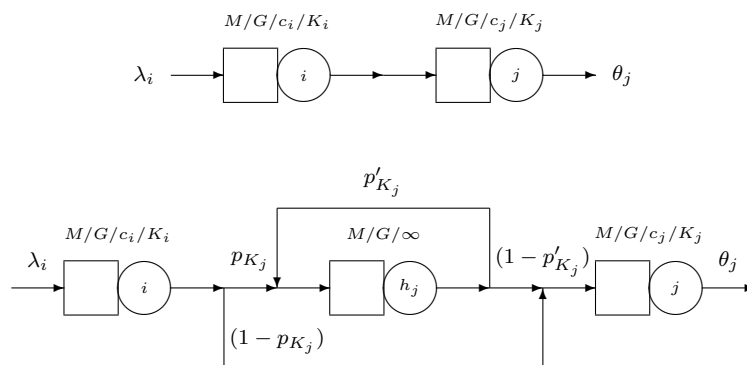 M/G/c_i/K_i M/G/c_j/K_j
λ_i i j θ_j
p'_{K_j}
M/G/c_i/K_i M/G/∞ M/G/c_j/K_j
λ_i p_{K_j} (1 − p'_{K_j}) θ_j
i h_j j
(1 − p_{K_j})